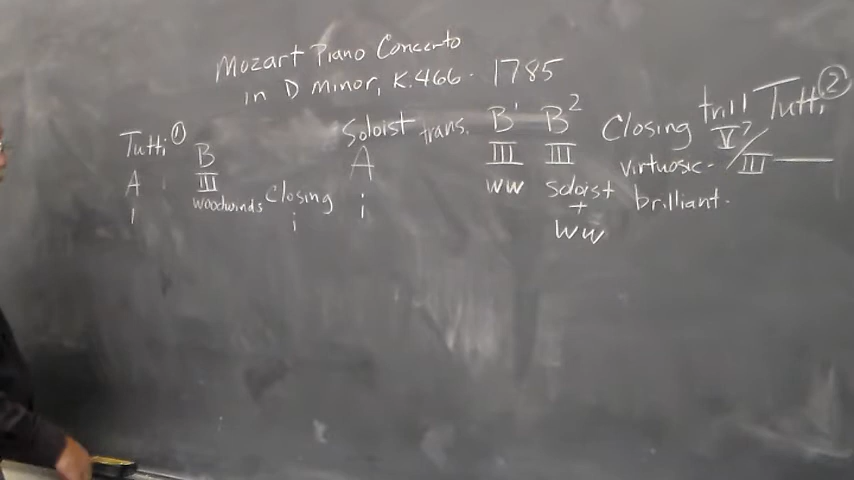 Mozart Piano Concerto
in D minor, K.466. 1785
Tutti ①
A
i
B
III
woodwinds
Closing
i
Soloist trans.
A
i
B¹
III
ww
B²
III
soloist
+
ww
Closing
virtuosic.
brilliant.
trill
V⁷/III
Tutti ②